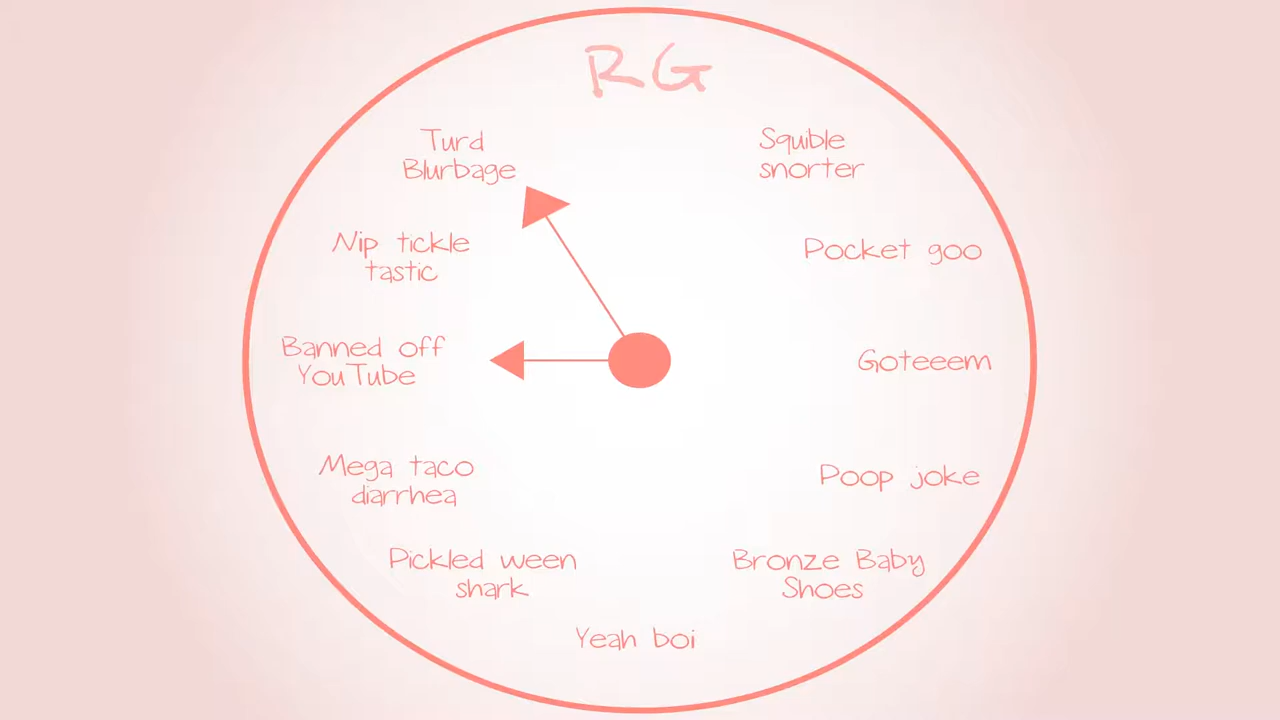 RG
Turd
Blurbage
Squible
snorter
Nip tickle
tastic
Pocket goo
Banned off
YouTube
Goteeem
Mega taco
diarrhea
Poop joke
Pickled ween
shark
Bronze Baby
Shoes
Yeah boi